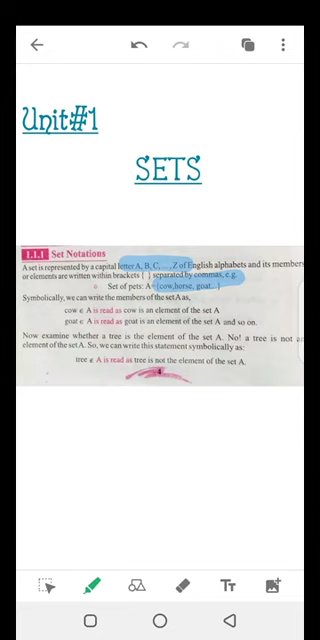 Unit#1
SETS
1.1.1 Set Notations
A set is represented by a capital letter A, B, C, ... , Z of English alphabets and its members
or elements are written within brackets { } separated by commas, e.g.
Set of pets: A={cow,horse, goat...}
Symbolically, we can write the members of the set A as,
cow ∈ A is read as cow is an element of the set A
goat ∈ A is read as goat is an element of the set A and so on.
Now examine whether a tree is the element of the set A. No! a tree is not an
element of the set A. So, we can write this statement symbolically as:
tree ∉ A is read as tree is not the element of the set A.
4
TT